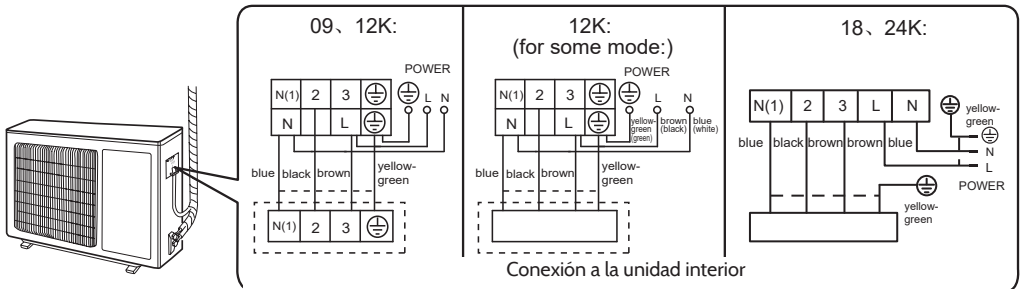 09、12K:
POWER
N(1) 2 3
L N
N L
blue black brown yellow-
green
N(1) 2 3
12K:
(for some mode:)
POWER
N(1) 2 3
L N
N L
yellow-
green
(green)
brown
(black)
blue
(white)
blue black brown yellow-
green
18、24K:
N(1) 2 3 L N
yellow-
green
blue black brown brown blue
N
L
POWER
yellow-
green
Conexión a la unidad interior